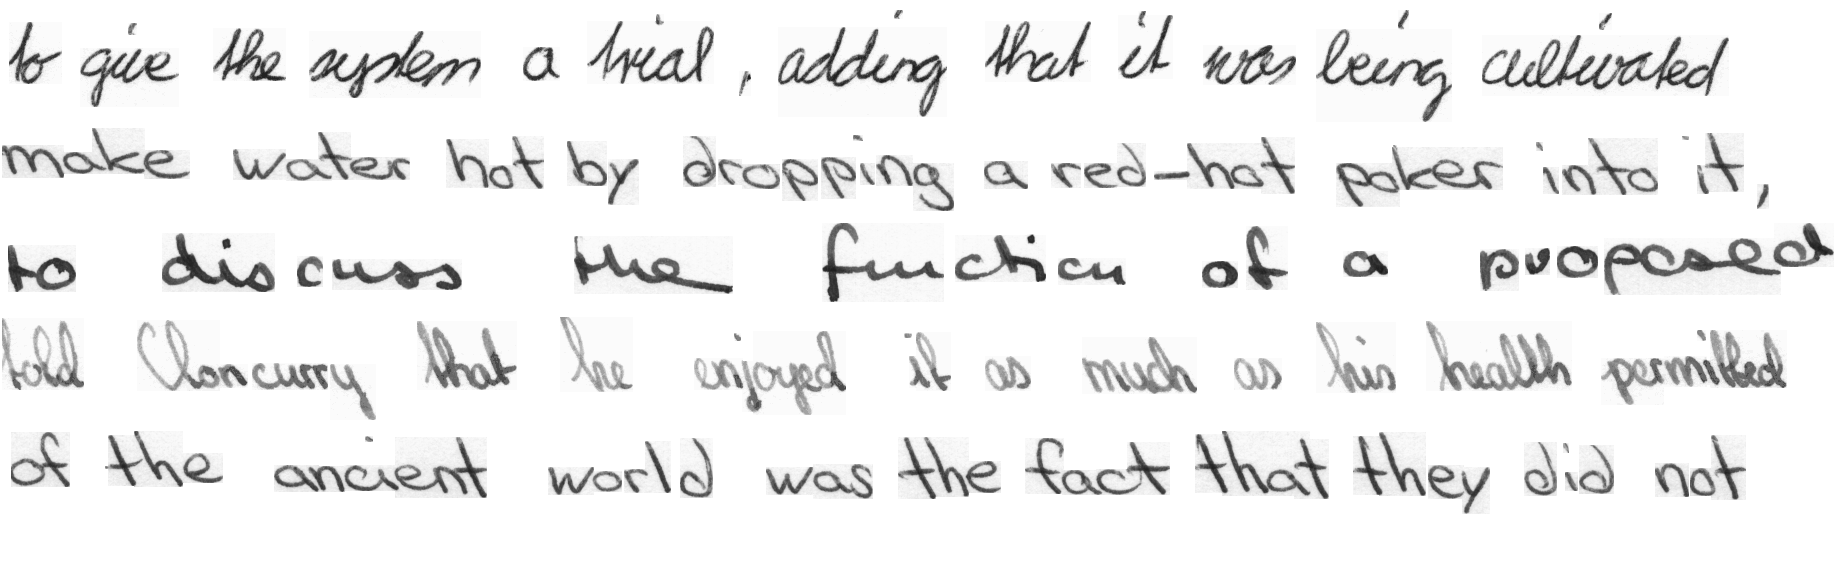 to give the system a trial, adding that it was being cultivated
make water hot by dropping a red-hot poker into it,
to discuss the function of a proposed
told Cloncurry that he enjoyed it as much as his health permitted
of the ancient world was the fact that they did not